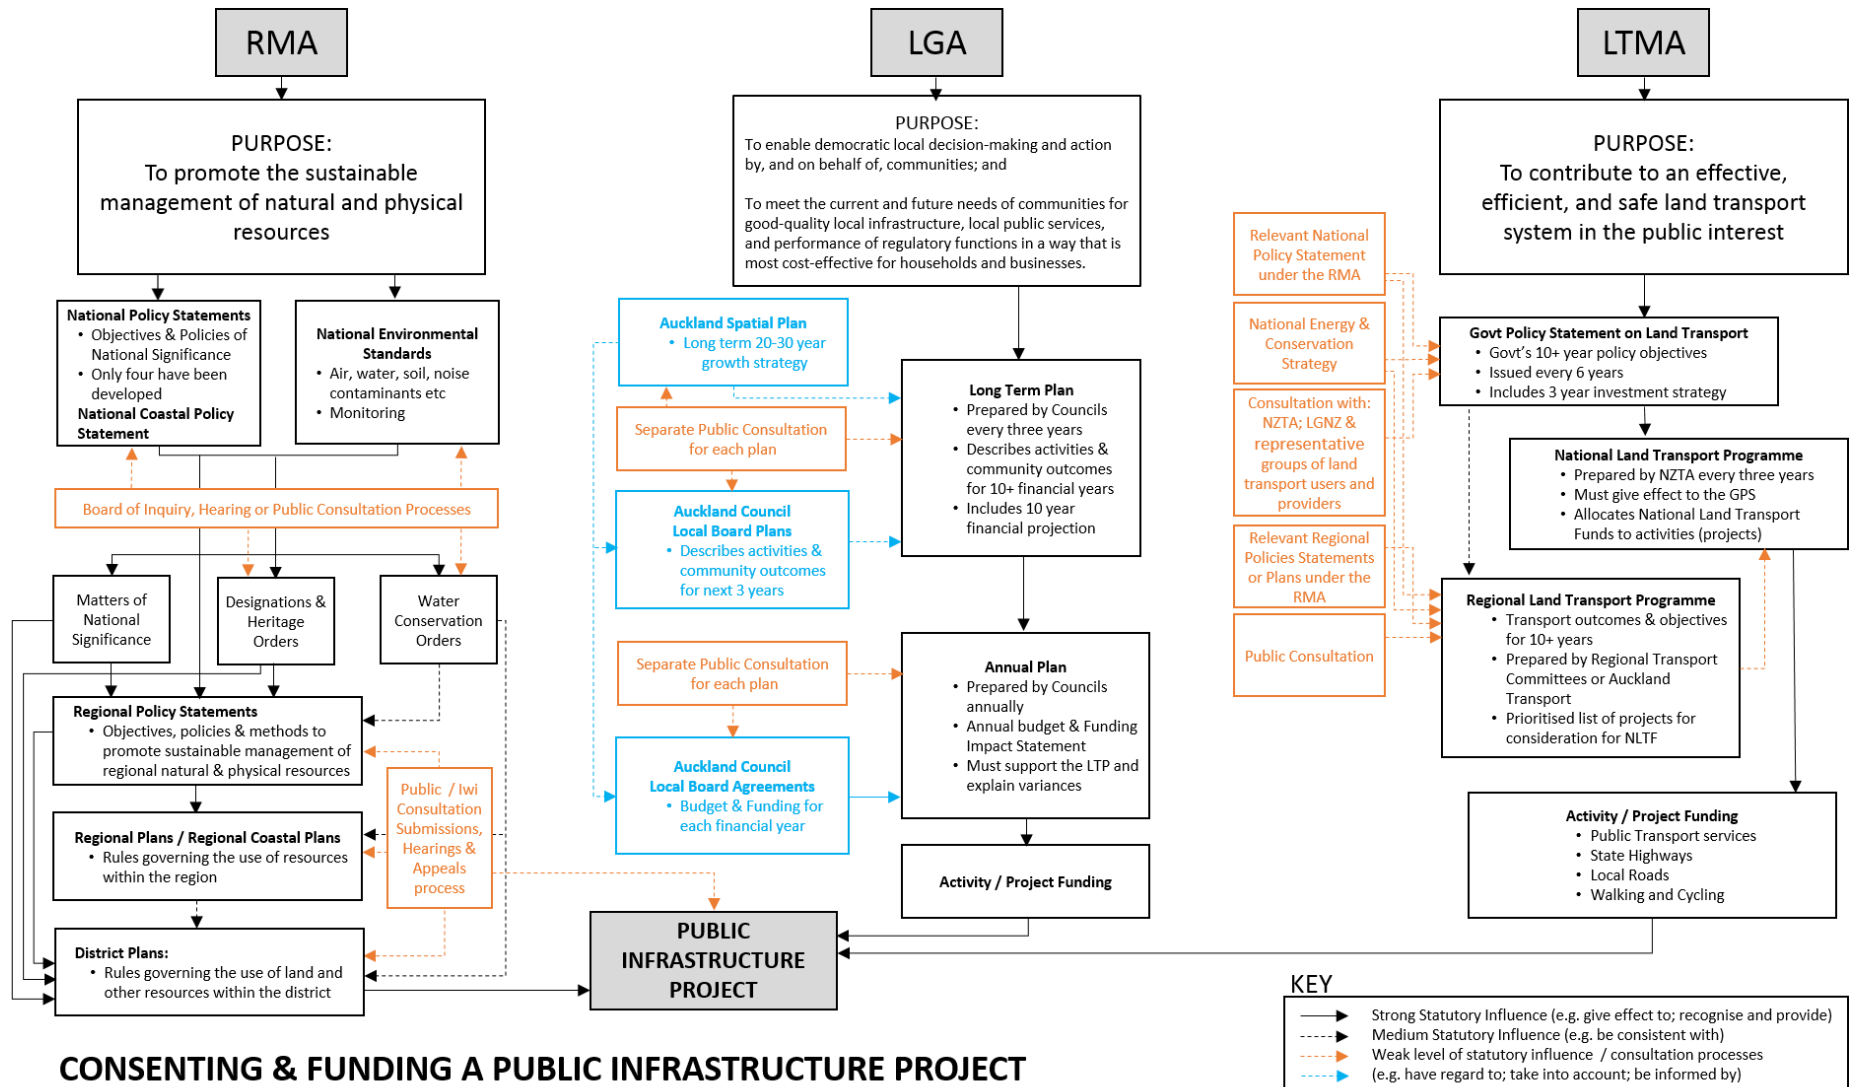 RMA
PURPOSE:
To promote the sustainable
management of natural and physical
resources
National Policy Statements
• Objectives & Policies of
National Significance
• Only four have been
developed
National Coastal Policy
Statement
National Environmental
Standards
• Air, water, soil, noise
contaminants etc
• Monitoring
Board of Inquiry, Hearing or Public Consultation Processes
Matters of
National
Significance
Designations &
Heritage
Orders
Water
Conservation
Orders
Regional Policy Statements
• Objectives, policies & methods to
promote sustainable management of
regional natural & physical resources
Regional Plans / Regional Coastal Plans
• Rules governing the use of resources
within the region
Public / Iwi
Consultation
Submissions,
Hearings &
Appeals
process
District Plans:
• Rules governing the use of land and
other resources within the district
LGA
PURPOSE:
To enable democratic local decision-making and action
by, and on behalf of, communities; and
To meet the current and future needs of communities for
good-quality local infrastructure, local public services,
and performance of regulatory functions in a way that is
most cost-effective for households and businesses.
Auckland Spatial Plan
• Long term 20-30 year
growth strategy
Separate Public Consultation
for each plan
Auckland Council
Local Board Plans
• Describes activities &
community outcomes
for next 3 years
Long Term Plan
• Prepared by Councils
every three years
• Describes activities &
community outcomes
for 10+ financial years
• Includes 10 year
financial projection
Separate Public Consultation
for each plan
Auckland Council
Local Board Agreements
• Budget & Funding for
each financial year
Annual Plan
• Prepared by Councils
annually
• Annual budget & Funding
Impact Statement
• Must support the LTP and
explain variances
Activity / Project Funding
PUBLIC
INFRASTRUCTURE
PROJECT
LTMA
PURPOSE:
To contribute to an effective,
efficient, and safe land transport
system in the public interest
Relevant National
Policy Statement
under the RMA
National Energy &
Conservation
Strategy
Consultation with:
NZTA; LGNZ &
representative
groups of land
transport users and
providers
Relevant Regional
Policies Statements
or Plans under the
RMA
Public Consultation
Govt Policy Statement on Land Transport
• Govt's 10+ year policy objectives
• Issued every 6 years
• Includes 3 year investment strategy
National Land Transport Programme
• Prepared by NZTA every three years
• Must give effect to the GPS
• Allocates National Land Transport
Funds to activities (projects)
Regional Land Transport Programme
• Transport outcomes & objectives
for 10+ years
• Prepared by Regional Transport
Committees or Auckland
Transport
• Prioritised list of projects for
consideration for NLTF
Activity / Project Funding
• Public Transport services
• State Highways
• Local Roads
• Walking and Cycling
KEY
Strong Statutory Influence (e.g. give effect to; recognise and provide)
Medium Statutory Influence (e.g. be consistent with)
Weak level of statutory influence / consultation processes
(e.g. have regard to; take into account; be informed by)
CONSENTING & FUNDING A PUBLIC INFRASTRUCTURE PROJECT